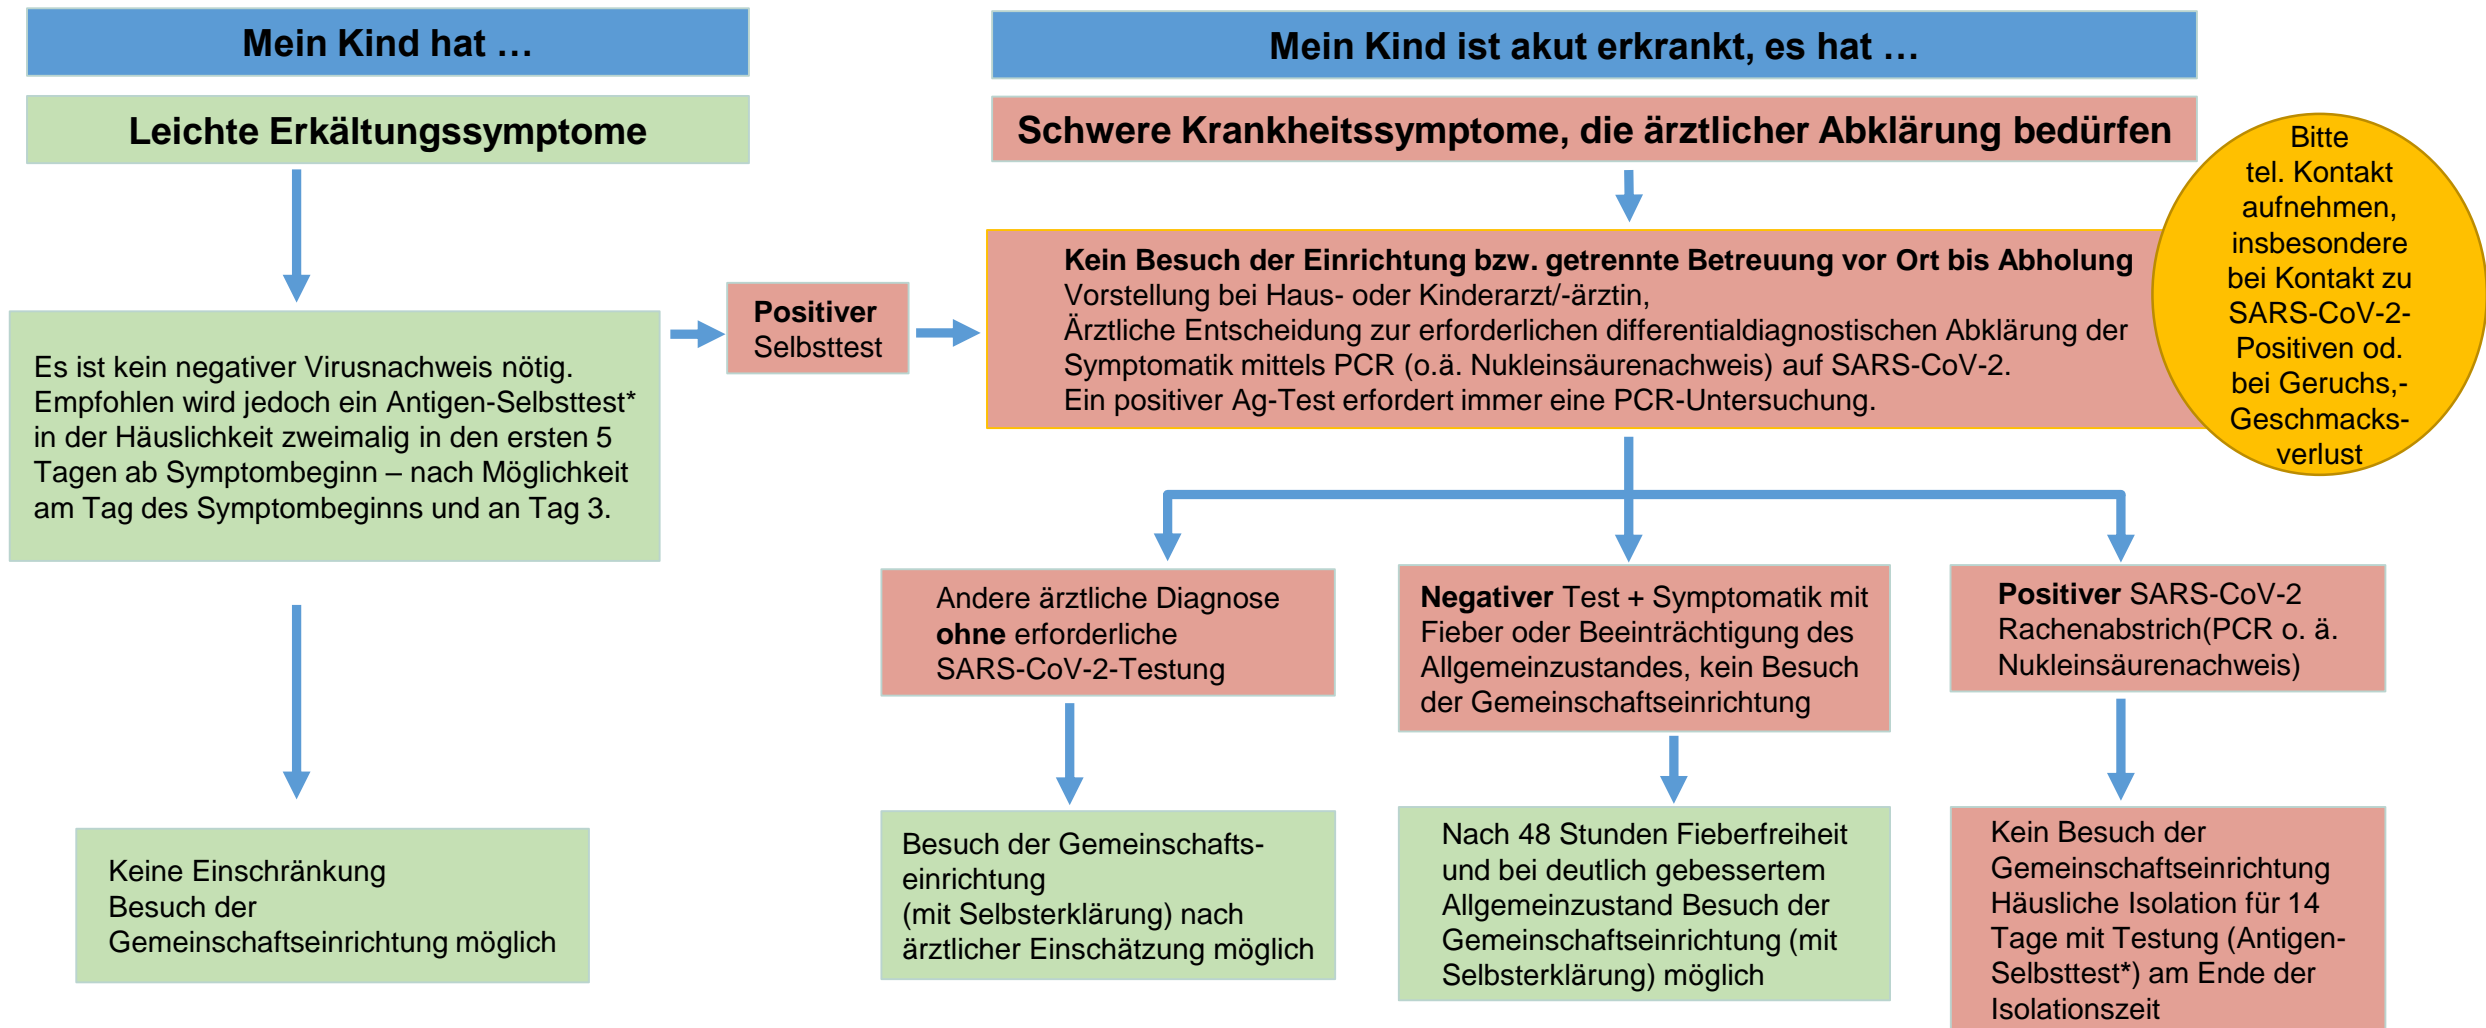 Mein Kind hat …
Leichte Erkältungssymptome
Es ist kein negativer Virusnachweis nötig.
Empfohlen wird jedoch ein Antigen-Selbsttest*
in der Häuslichkeit zweimalig in den ersten 5
Tagen ab Symptombeginn – nach Möglichkeit
am Tag des Symptombeginns und an Tag 3.
Keine Einschränkung
Besuch der
Gemeinschaftseinrichtung möglich
Positiver
Selbsttest
Mein Kind ist akut erkrankt, es hat …
Schwere Krankheitssymptome, die ärztlicher Abklärung bedürfen
Kein Besuch der Einrichtung bzw. getrennte Betreuung vor Ort bis Abholung
Vorstellung bei Haus- oder Kinderarzt/-ärztin,
Ärztliche Entscheidung zur erforderlichen differentialdiagnostischen Abklärung der
Symptomatik mittels PCR (o.ä. Nukleinsäurenachweis) auf SARS-CoV-2.
Ein positiver Ag-Test erfordert immer eine PCR-Untersuchung.
Bitte
tel. Kontakt
aufnehmen,
insbesondere
bei Kontakt zu
SARS-CoV-2-
Positiven od.
bei Geruchs,-
Geschmacks-
verlust
Andere ärztliche Diagnose
ohne erforderliche
SARS-CoV-2-Testung
Besuch der Gemeinschafts-
einrichtung
(mit Selbsterklärung) nach
ärztlicher Einschätzung möglich
Negativer Test + Symptomatik mit
Fieber oder Beeinträchtigung des
Allgemeinzustandes, kein Besuch
der Gemeinschaftseinrichtung
Nach 48 Stunden Fieberfreiheit
und bei deutlich gebessertem
Allgemeinzustand Besuch der
Gemeinschaftseinrichtung (mit
Selbsterklärung) möglich
Positiver SARS-CoV-2
Rachenabstrich(PCR o. ä.
Nukleinsäurenachweis)
Kein Besuch der
Gemeinschaftseinrichtung
Häusliche Isolation für 14
Tage mit Testung (Antigen-
Selbsttest*) am Ende der
Isolationszeit